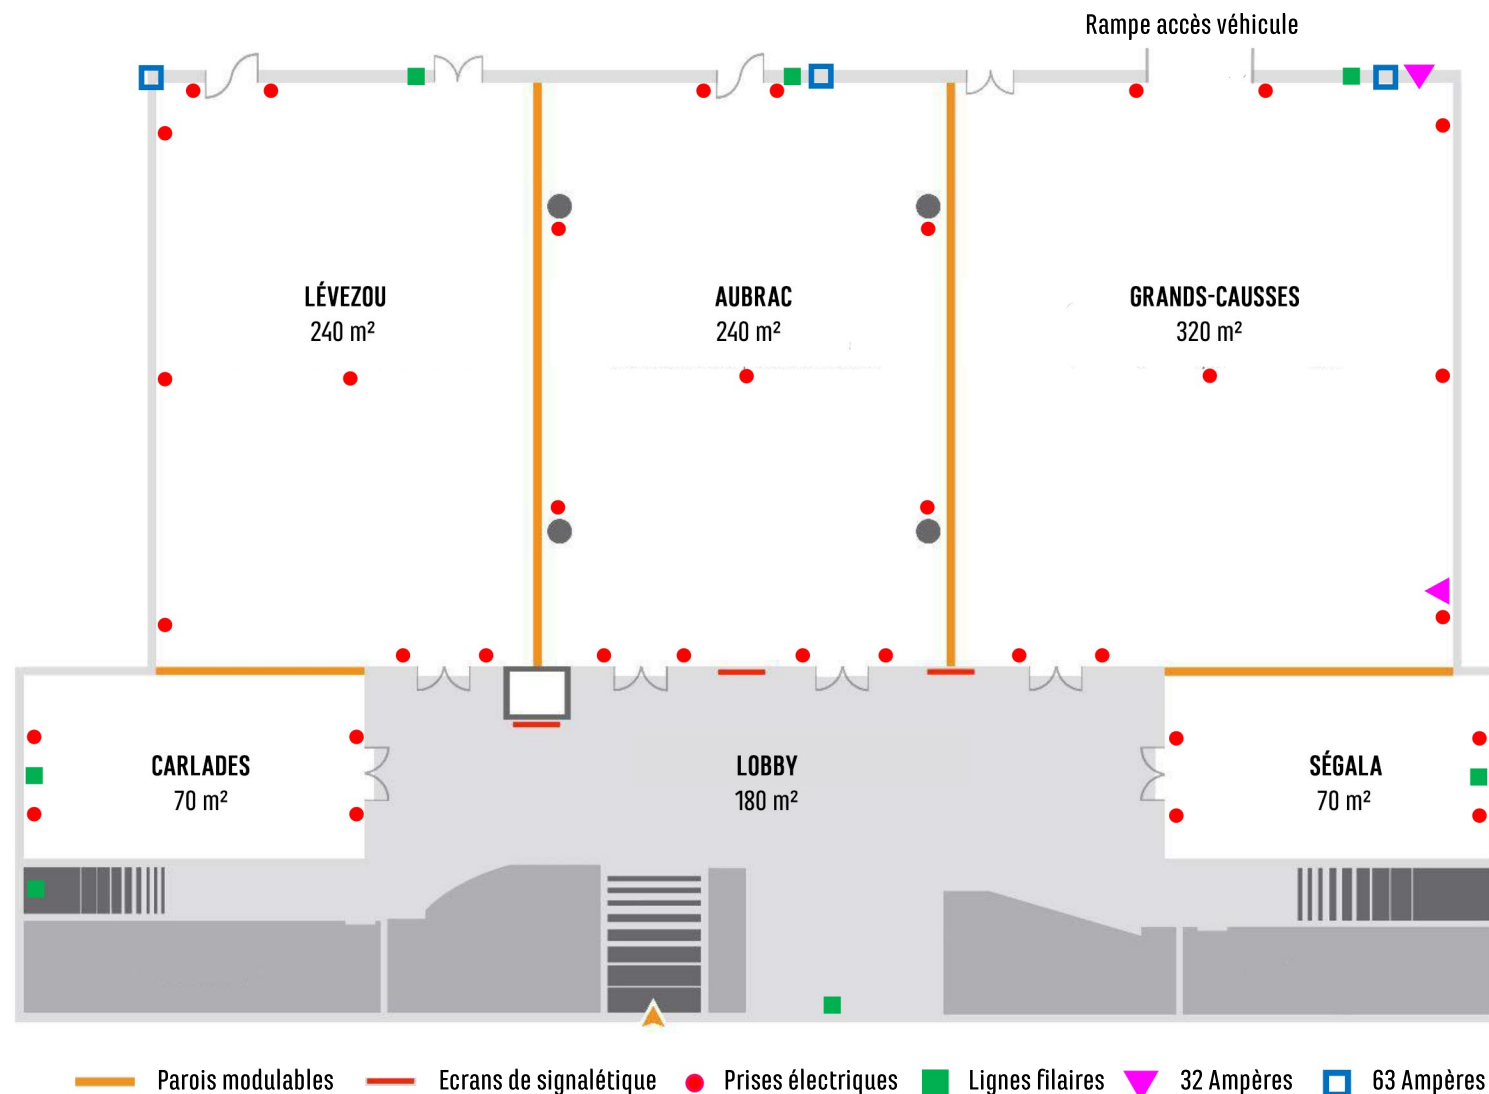 Rampe accès véhicule
LÉVEZOU
240 m²
AUBRAC
240 m²
GRANDS-CAUSSES
320 m²
CARLADES
70 m²
LOBBY
180 m²
SÉGALA
70 m²
Parois modulables
Ecrans de signalétique
Prises électriques
Lignes filaires
32 Ampères
63 Ampères